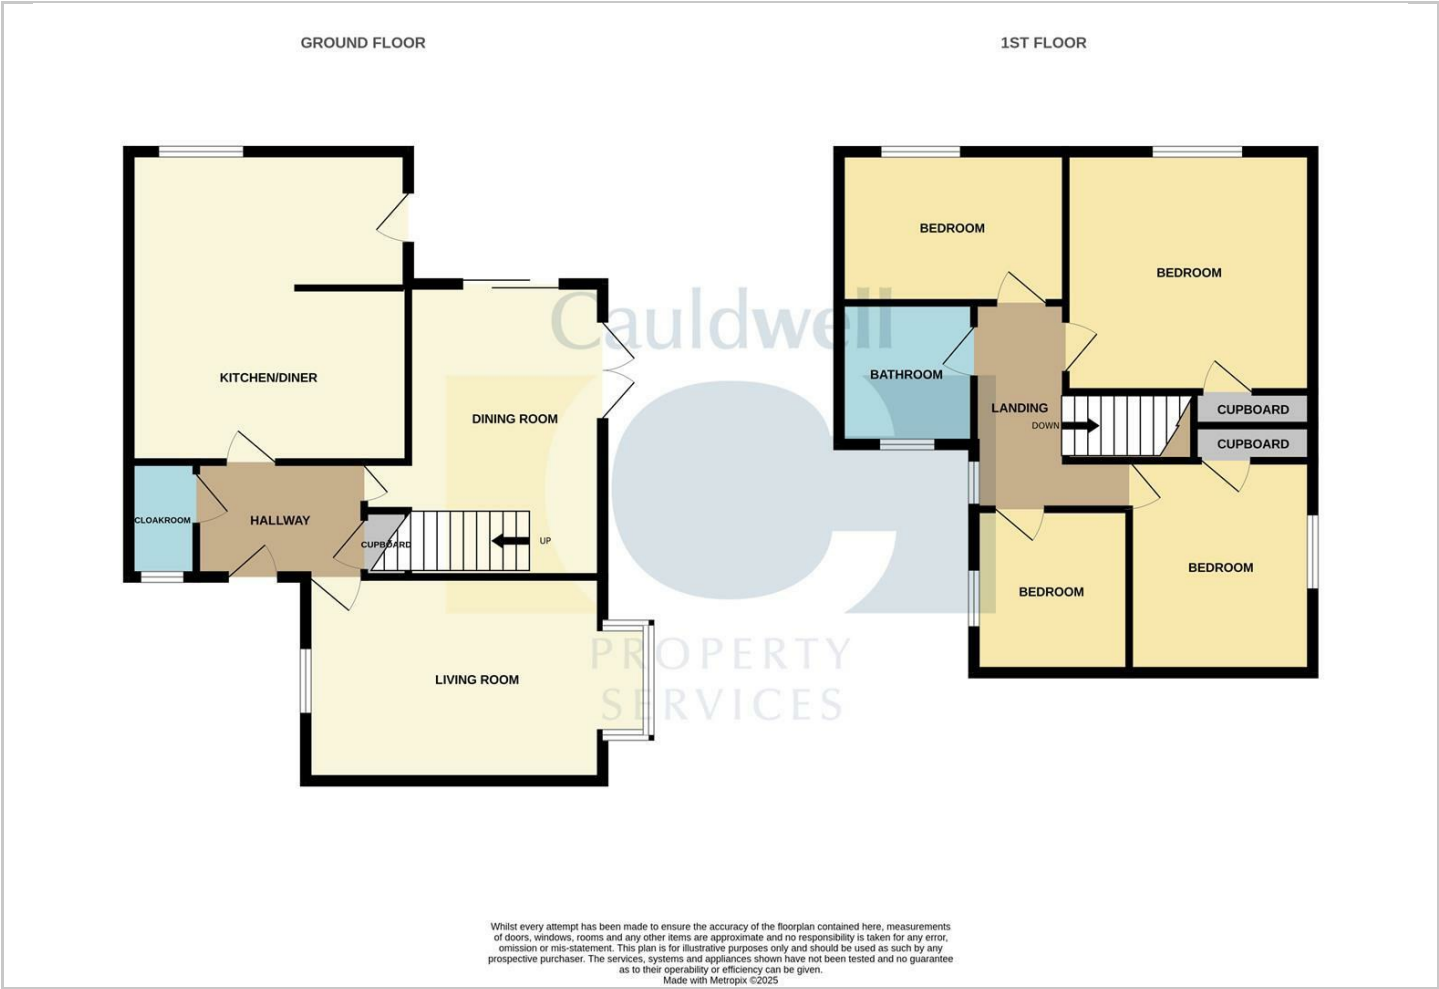 GROUND FLOOR
1ST FLOOR
KITCHEN/DINER
DINING ROOM
CLOAKROOM
HALLWAY
CUPBOARD
UP
LIVING ROOM
BEDROOM
BEDROOM
BATHROOM
LANDING
DOWN
CUPBOARD
CUPBOARD
BEDROOM
BEDROOM
Cauldwell
PROPERTY
SERVICES
Whilst every attempt has been made to ensure the accuracy of the floorplan contained here, measurements
of doors, windows, rooms and any other items are approximate and no responsibility is taken for any error,
omission or mis-statement. This plan is for illustrative purposes only and should be used as such by any
prospective purchaser. The services, systems and appliances shown have not been tested and no guarantee
as to their operability or efficiency can be given.
Made with Metropix ©2025